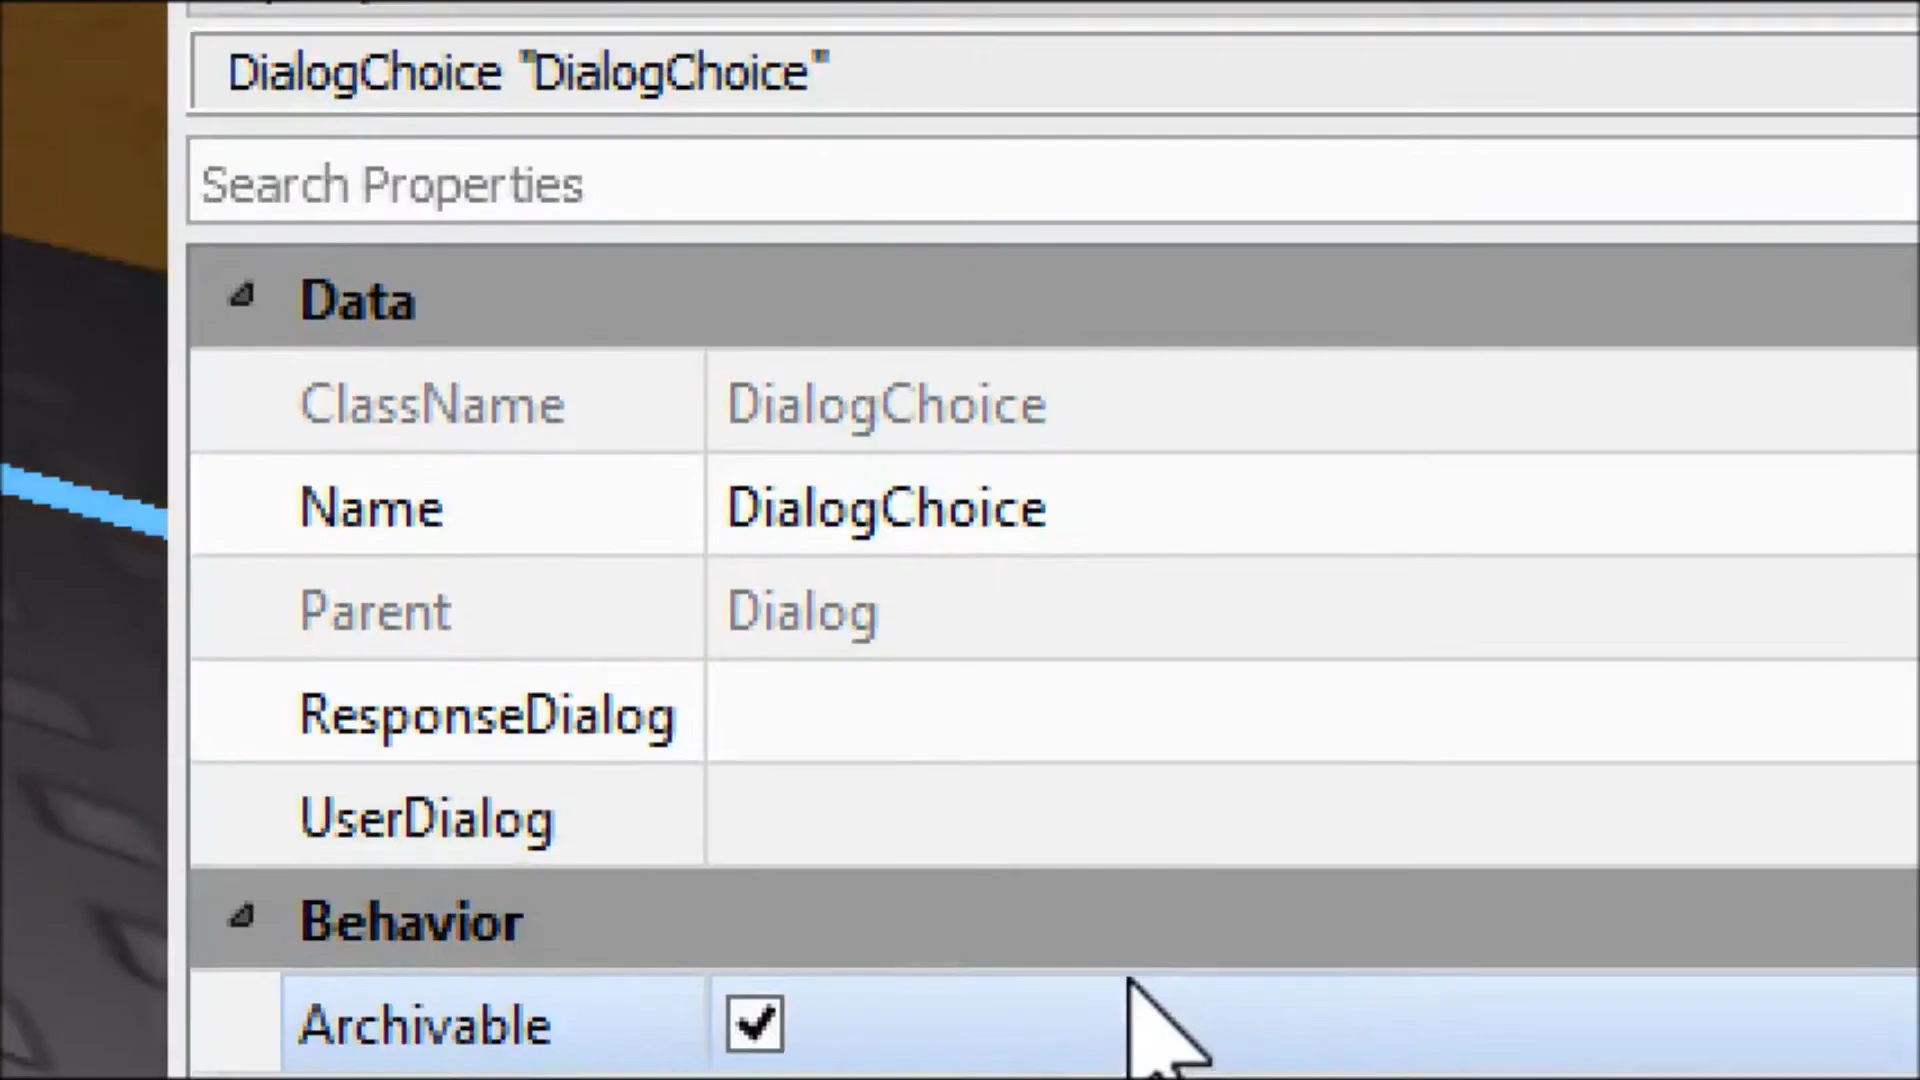 DialogChoice "DialogChoice"
Search Properties
Data
ClassName DialogChoice
Name DialogChoice
Parent Dialog
ResponseDialog
UserDialog
Behavior
Archivable